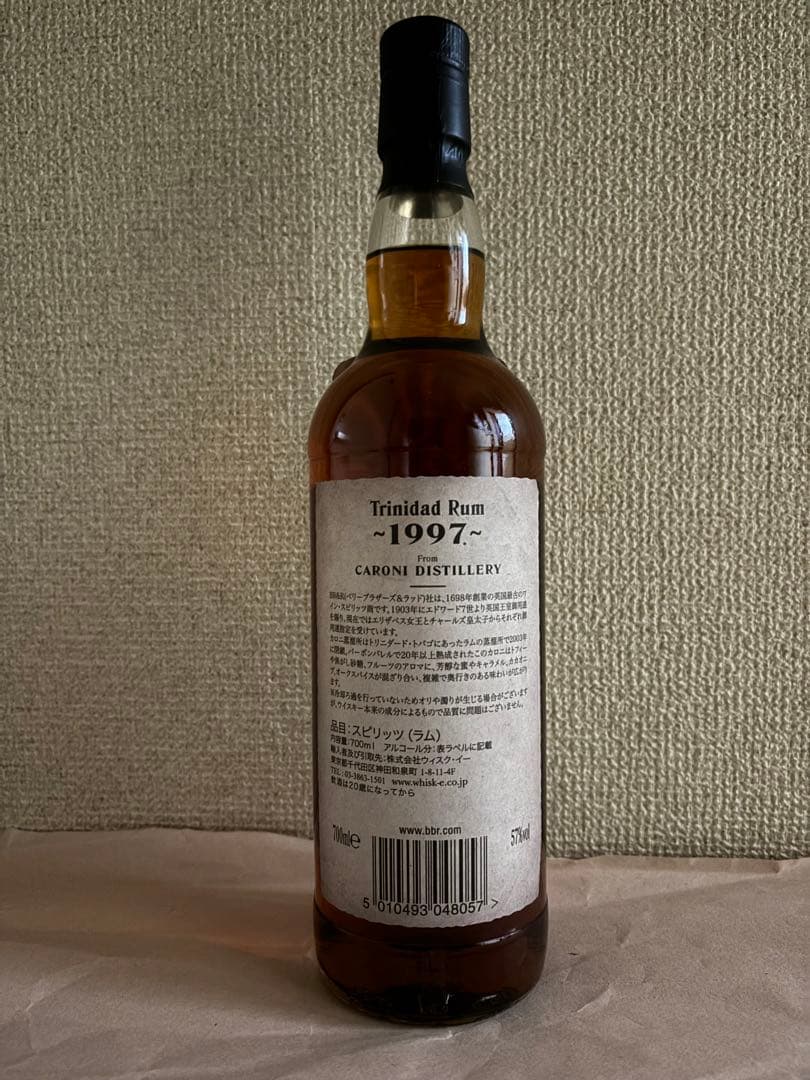 Trinidad Rum
~1997~
From
CARONI DISTILLERY
BB&R(ベリーブラザーズ&ラッド)社は、1698年創業の英国最古のワ
イン・スピリッツ商です。1903年にエドワード7世より英国王室御用達
を賜り、現在ではエリザベス女王とチャールズ皇太子からそれぞれ御
用達指定を受けています。
カロニ蒸留所はトリニダード・トバゴにあったラムの蒸留所で2003年
に閉鎖。バーボンバレルで20年以上熟成されたこのカロニはトフィー
や焦がし砂糖、フルーツのアロマに、芳醇な蜜やキャラメル、カカオニ
ブ、オークスパイスが混ざり合い、複雑で奥行きのある味わいが広がり
ます。
※冷却ろ過を行っていないためオリや濁りが生じる場合がございます
が、ウイスキー本来の成分によるもので品質に問題はございません。
品目：スピリッツ（ラム）
内容量：700ml アルコール分：表ラベルに記載
輸入者及び引取先：株式会社ウィスク・イー
東京都千代田区神田和泉町 1-8-11-4F
TEL：03-3863-1501 www.whisk-e.co.jp
飲酒は20歳になってから
www.bbr.com
700ml℮
57%vol
5 010493 048057 >